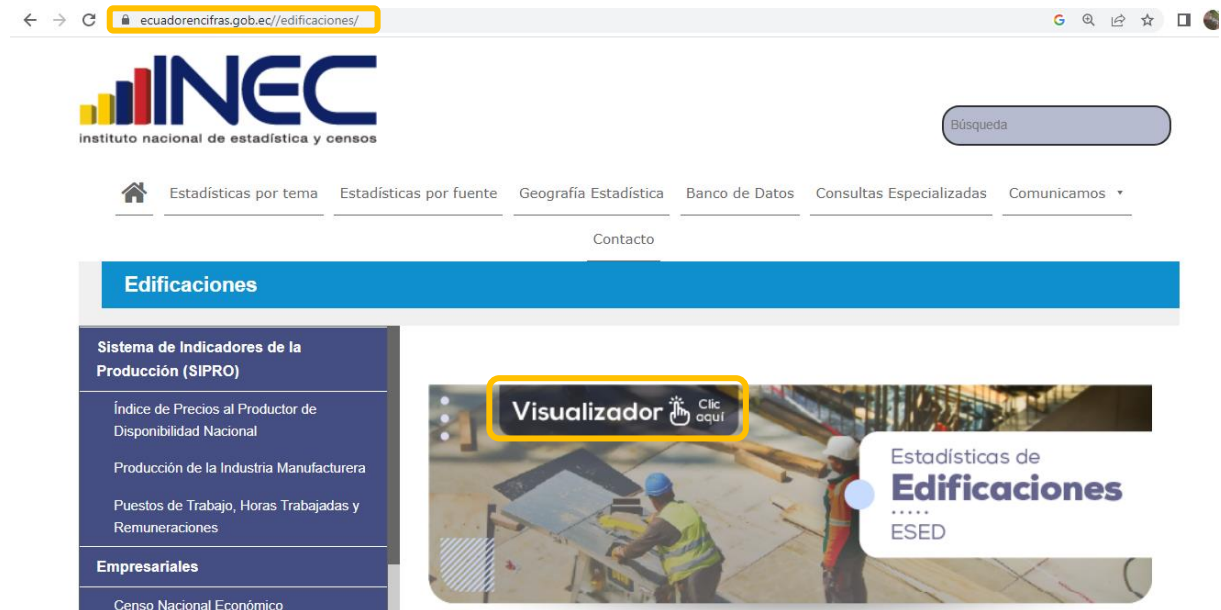 ecuadorencifras.gob.ec//edificaciones/
INEC
instituto nacional de estadística y censos
Búsqueda
Estadísticas por tema Estadísticas por fuente Geografía Estadística Banco de Datos Consultas Especializadas Comunicamos
Contacto
Edificaciones
Sistema de Indicadores de la
Producción (SIPRO)
Índice de Precios al Productor de
Disponibilidad Nacional
Producción de la Industria Manufacturera
Puestos de Trabajo, Horas Trabajadas y
Remuneraciones
Empresariales
Censo Nacional Económico
Visualizador Clic
aquí
Estadísticas de
Edificaciones
ESED